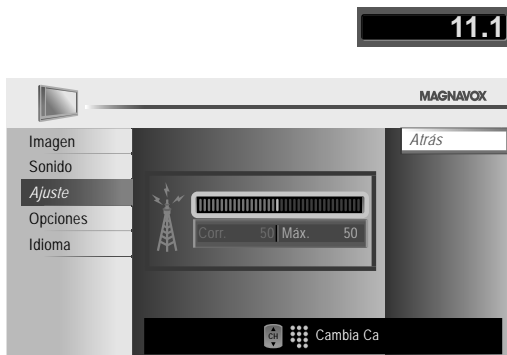 11.1
MAGNAVOX
Imagen
Sonido
Ajuste
Opciones
Idioma
Atrás
Corr. 50 Máx. 50
CH
Cambia Ca